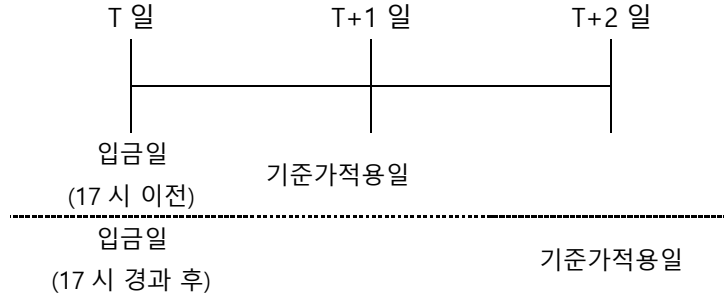 T 일 T+1 일 T+2 일
입금일
(17 시 이전)
기준가적용일
입금일
(17 시 경과 후)
기준가적용일